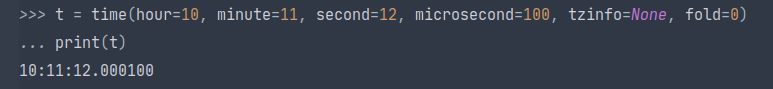 >>> t = time(hour=10, minute=11, second=12, microsecond=100, tzinfo=None, fold=0)
... print(t)
10:11:12.000100